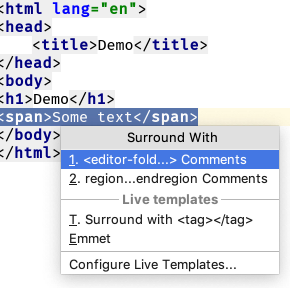 <html lang="en">
<head>
    <title>Demo</title>
</head>
<body>
<h1>Demo</h1>
<span>Some text</span>
</body>
</html>
Surround With
1. <editor-fold...> Comments
2. region...endregion Comments
Live templates
T. Surround with <tag></tag>
Emmet
Configure Live Templates...